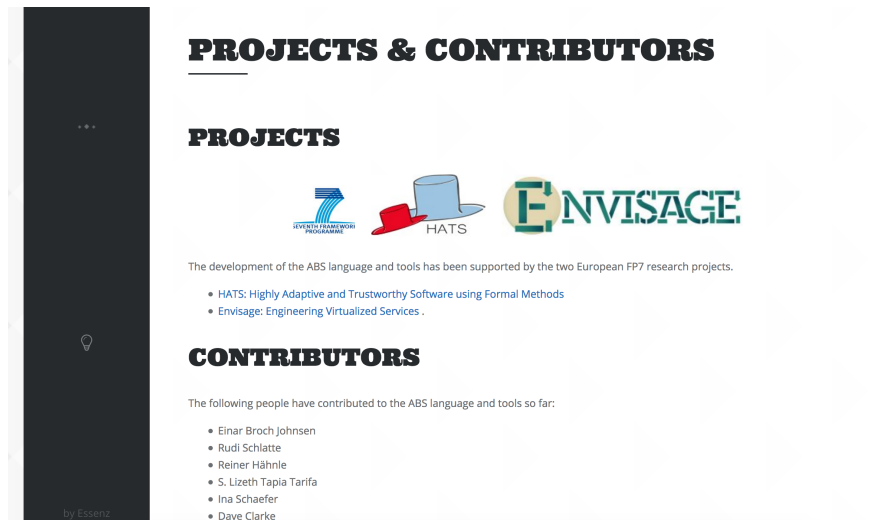 PROJECTS & CONTRIBUTORS
PROJECTS
SEVENTH FRAMEWORK
PROGRAMME
HATS
ENVISAGE
The development of the ABS language and tools has been supported by the two European FP7 research projects.
HATS: Highly Adaptive and Trustworthy Software using Formal Methods
Envisage: Engineering Virtualized Services .
CONTRIBUTORS
The following people have contributed to the ABS language and tools so far:
Einar Broch Johnsen
Rudi Schlatte
Reiner Hähnle
S. Lizeth Tapia Tarifa
Ina Schaefer
Dave Clarke
by Essenz